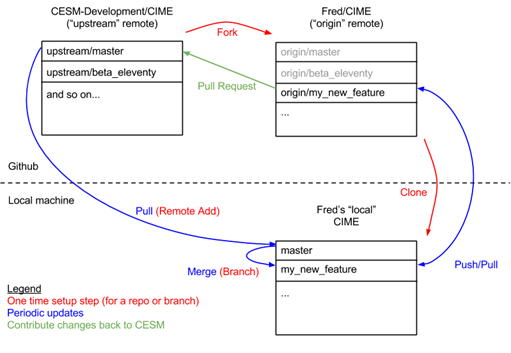 CESM-Development/CIME
("upstream" remote)
Fred/CIME
("origin" remote)
Fork
upstream/master
upstream/beta_eleventy
and so on...
origin/master
origin/beta_eleventy
origin/my_new_feature
...
Pull Request
Github
Local machine
Clone
Pull (Remote Add)
Fred's "local"
CIME
master
my_new_feature
...
Merge (Branch)
Push/Pull
Legend
One time setup step (for a repo or branch)
Periodic updates
Contribute changes back to CESM